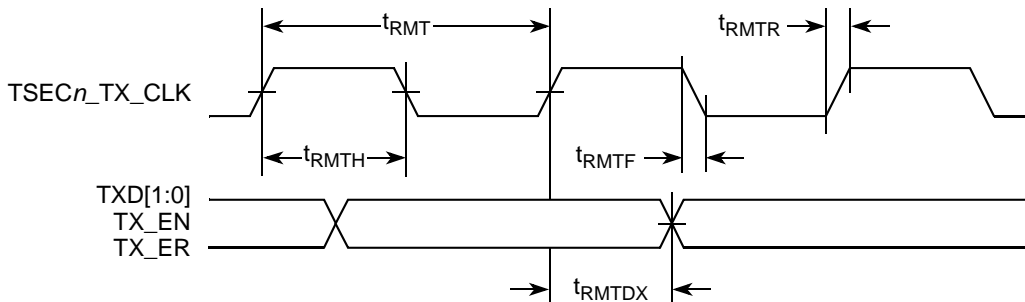 tRMT
tRMTR
TSECn_TX_CLK
tRMTH
tRMTF
TXD[1:0]
TX_EN
TX_ER
tRMTDX